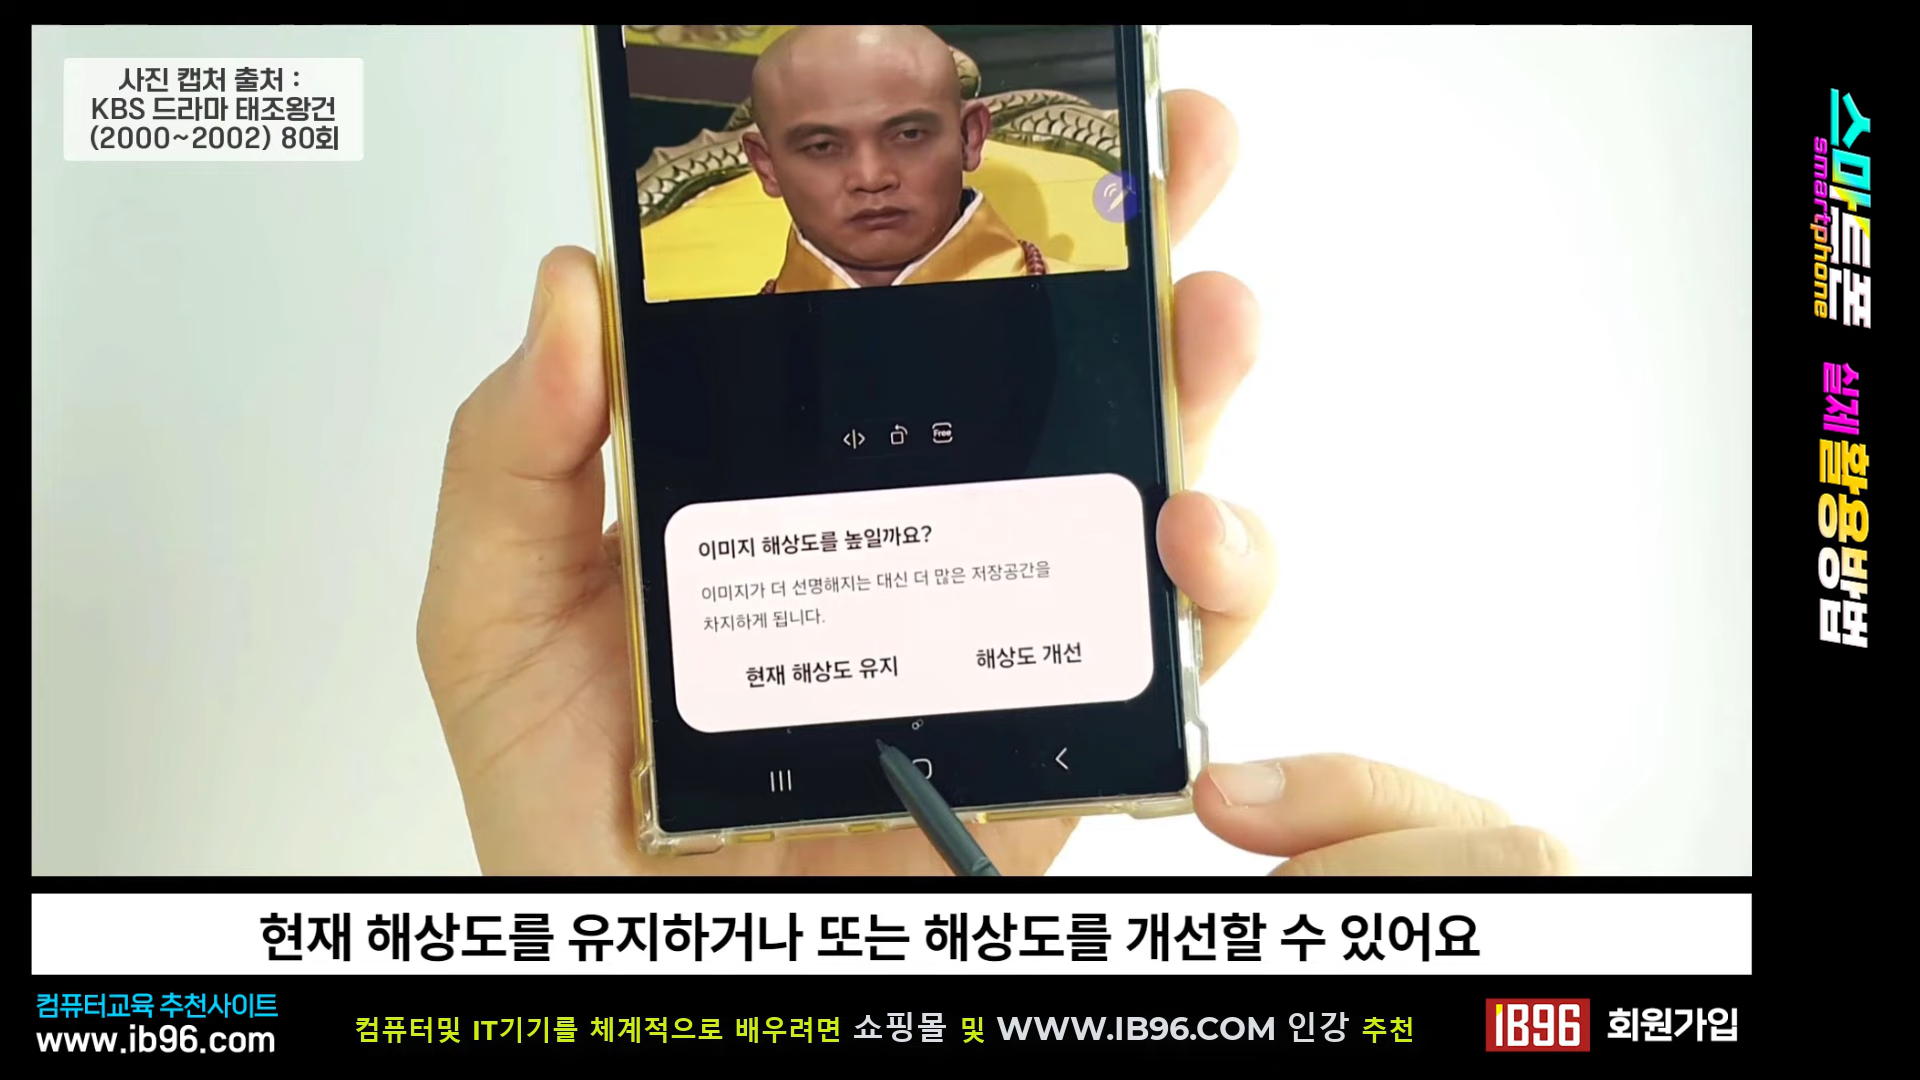 사진 캡처 출처 :
KBS 드라마 태조왕건
(2000~2002) 80회
스마트폰
smartphone
실제 활용방법
Free
이미지 해상도를 높일까요?
이미지가 더 선명해지는 대신 더 많은 저장공간을
차지하게 됩니다.
현재 해상도 유지
해상도 개선
현재 해상도를 유지하거나 또는 해상도를 개선할 수 있어요
컴퓨터교육 추천사이트
www.ib96.com
컴퓨터및 IT기기를 체계적으로 배우려면 쇼핑몰 및 WWW.IB96.COM 인강 추천
IB96 회원가입